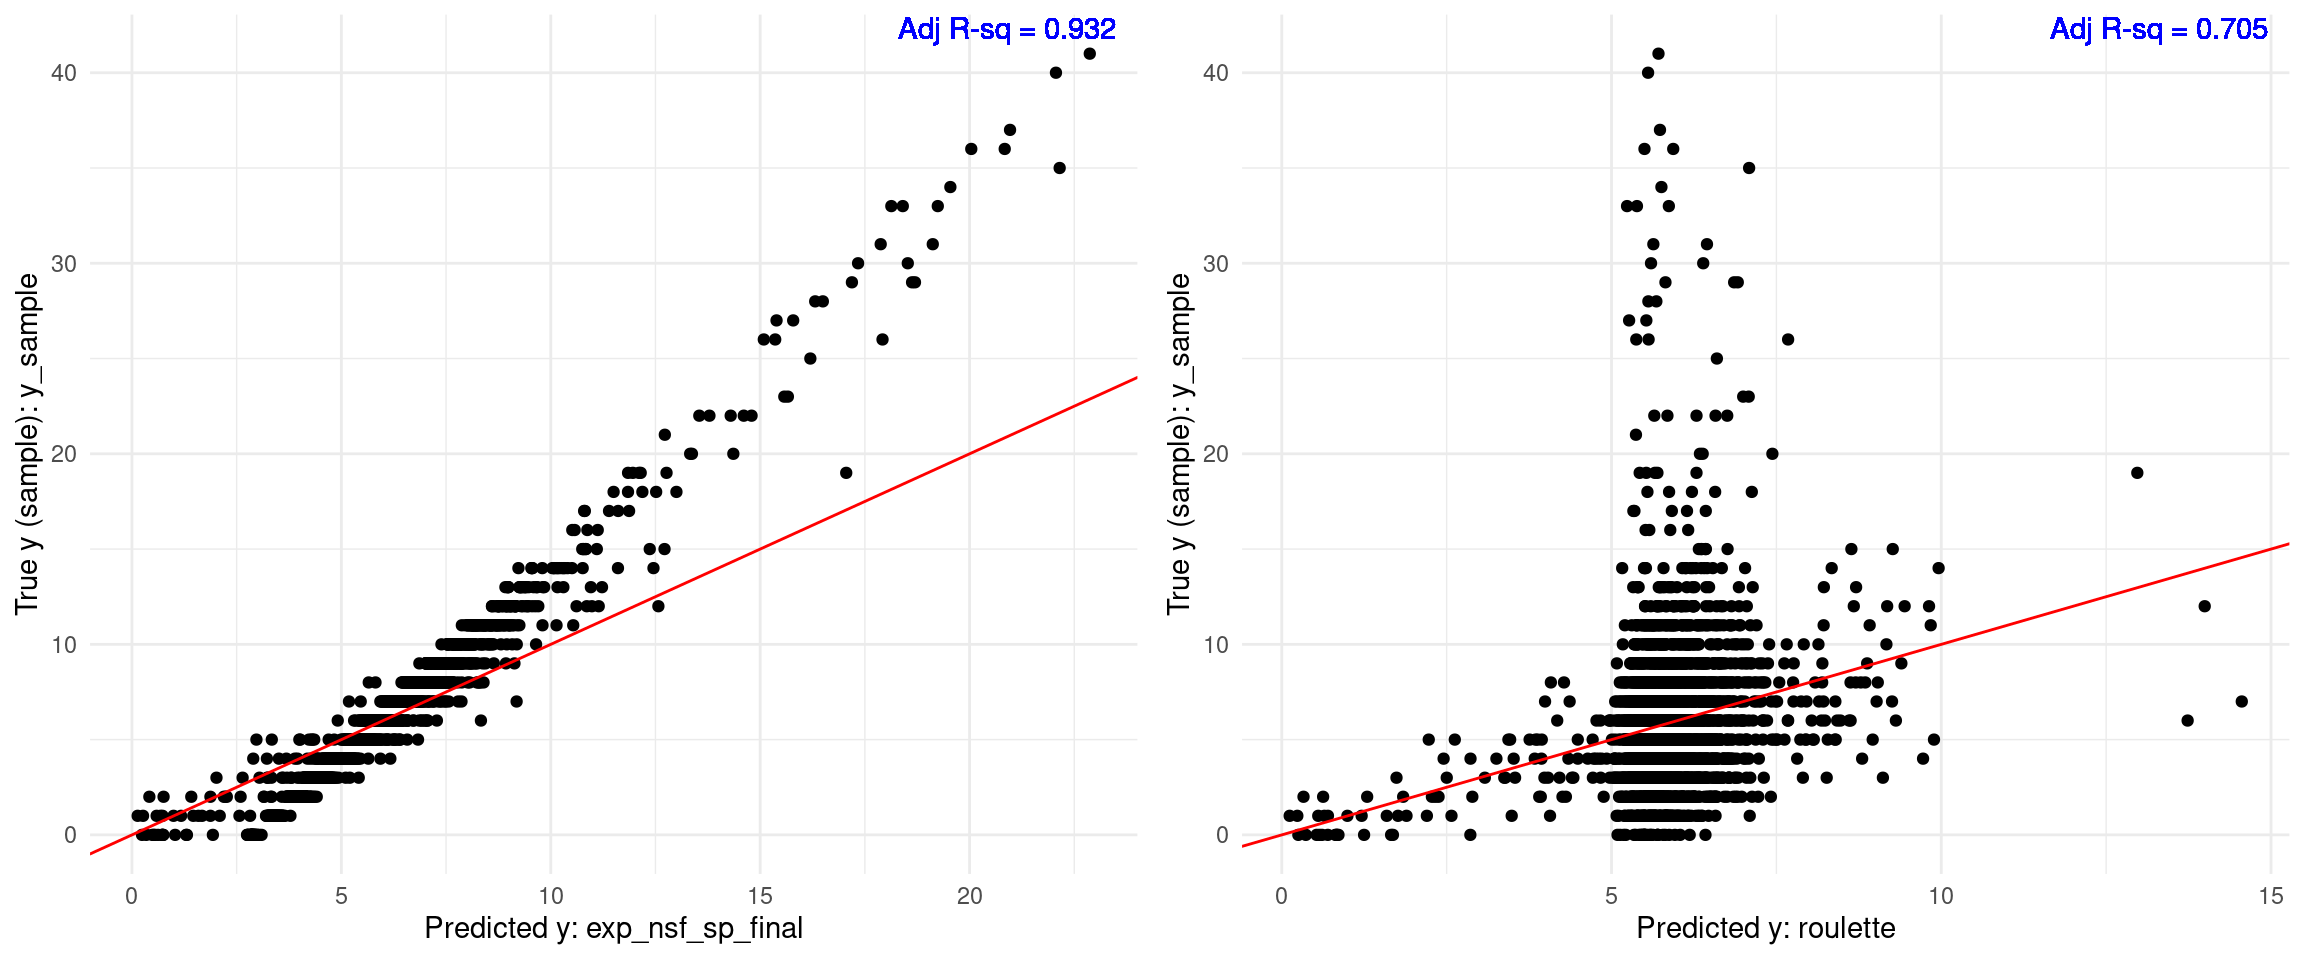 Adj R-sq = 0.932
40
30
20
10
0
True y (sample): y_sample
0 5 10 15 20
Predicted y: exp_nsf_sp_final
Adj R-sq = 0.705
40
30
20
10
0
True y (sample): y_sample
0 5 10 15
Predicted y: roulette